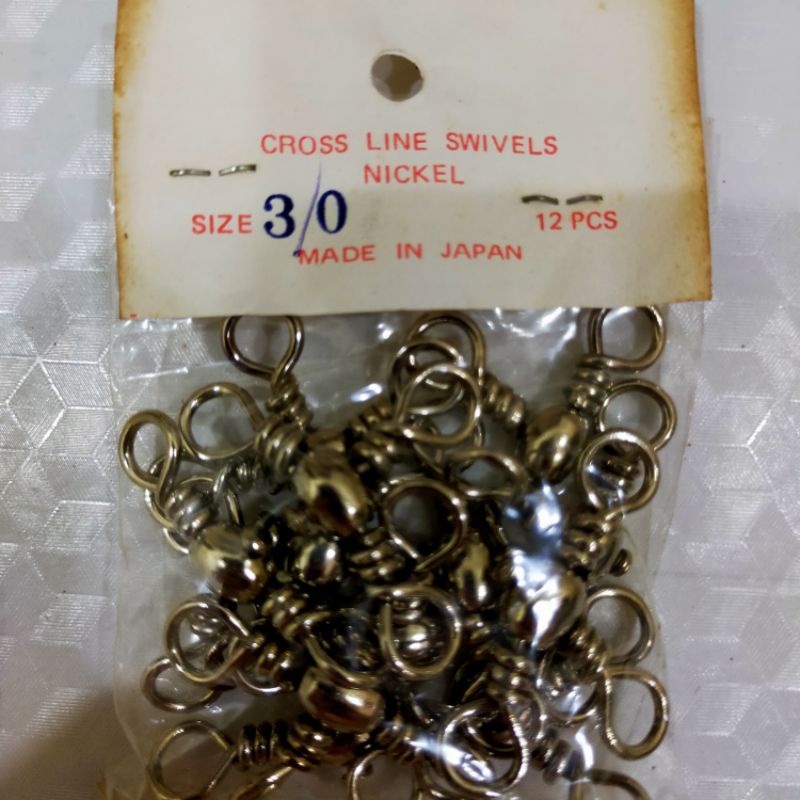 CROSS LINE SWIVELS
NICKEL
SIZE 3/0 12 PCS
MADE IN JAPAN